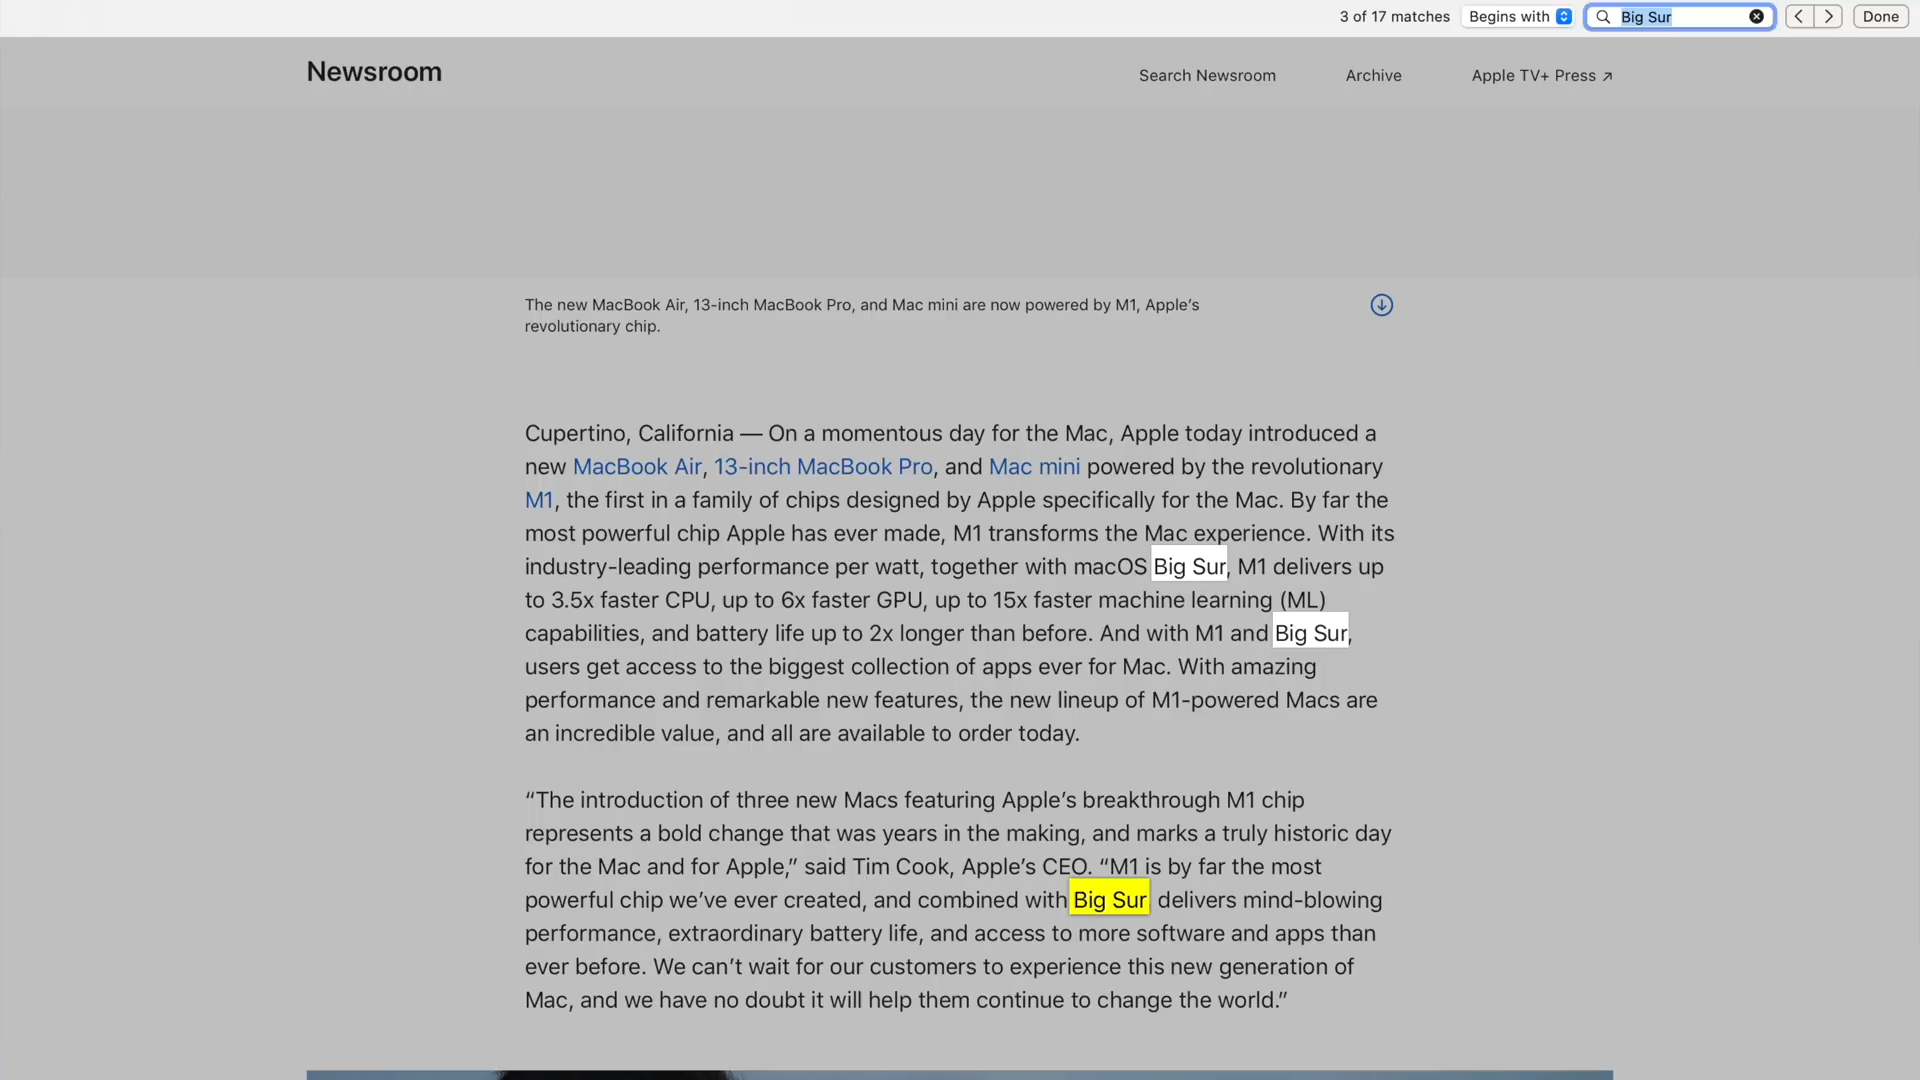 3 of 17 matches Begins with Big Sur Done
Newsroom Search Newsroom Archive Apple TV+ Press ↗
The new MacBook Air, 13-inch MacBook Pro, and Mac mini are now powered by M1, Apple’s
revolutionary chip.
Cupertino, California — On a momentous day for the Mac, Apple today introduced a
new MacBook Air, 13-inch MacBook Pro, and Mac mini powered by the revolutionary
M1, the first in a family of chips designed by Apple specifically for the Mac. By far the
most powerful chip Apple has ever made, M1 transforms the Mac experience. With its
industry-leading performance per watt, together with macOS Big Sur, M1 delivers up
to 3.5x faster CPU, up to 6x faster GPU, up to 15x faster machine learning (ML)
capabilities, and battery life up to 2x longer than before. And with M1 and Big Sur,
users get access to the biggest collection of apps ever for Mac. With amazing
performance and remarkable new features, the new lineup of M1-powered Macs are
an incredible value, and all are available to order today.
“The introduction of three new Macs featuring Apple’s breakthrough M1 chip
represents a bold change that was years in the making, and marks a truly historic day
for the Mac and for Apple,” said Tim Cook, Apple’s CEO. “M1 is by far the most
powerful chip we’ve ever created, and combined with Big Sur, delivers mind-blowing
performance, extraordinary battery life, and access to more software and apps than
ever before. We can’t wait for our customers to experience this new generation of
Mac, and we have no doubt it will help them continue to change the world.”